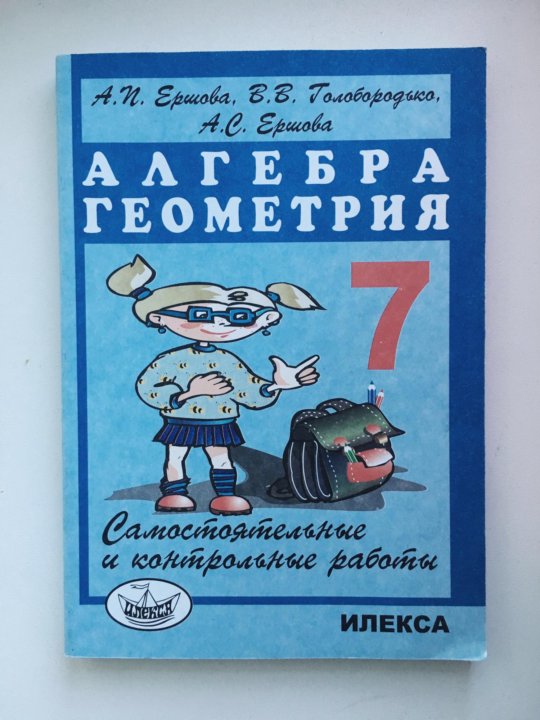 А.П. Ершова, В.В. Голобородько,
А.С. Ершова
АЛГЕБРА
ГЕОМЕТРИЯ
7
Самостоятельные
и контрольные работы
илекса
ИЛЕКСА